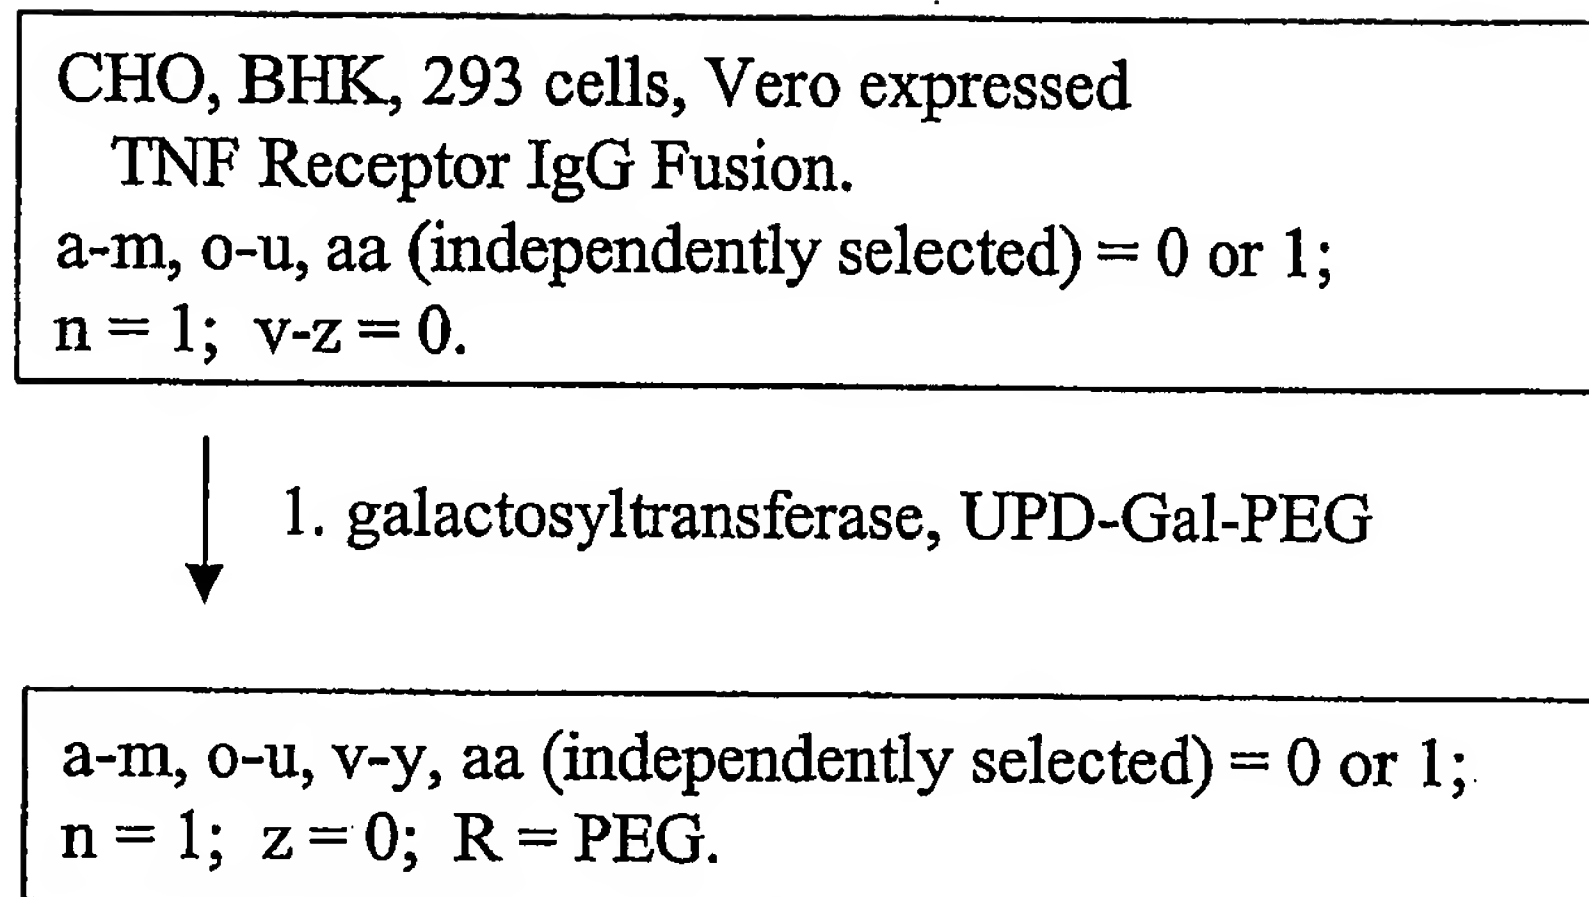 CHO, BHK, 293 cells, Vero expressed
TNF Receptor IgG Fusion.
a-m, o-u, aa (independently selected) = 0 or 1;
n = 1; v-z = 0.
1. galactosyltransferase, UPD-Gal-PEG
a-m, o-u, v-y, aa (independently selected) = 0 or 1;
n = 1; z = 0; R = PEG.